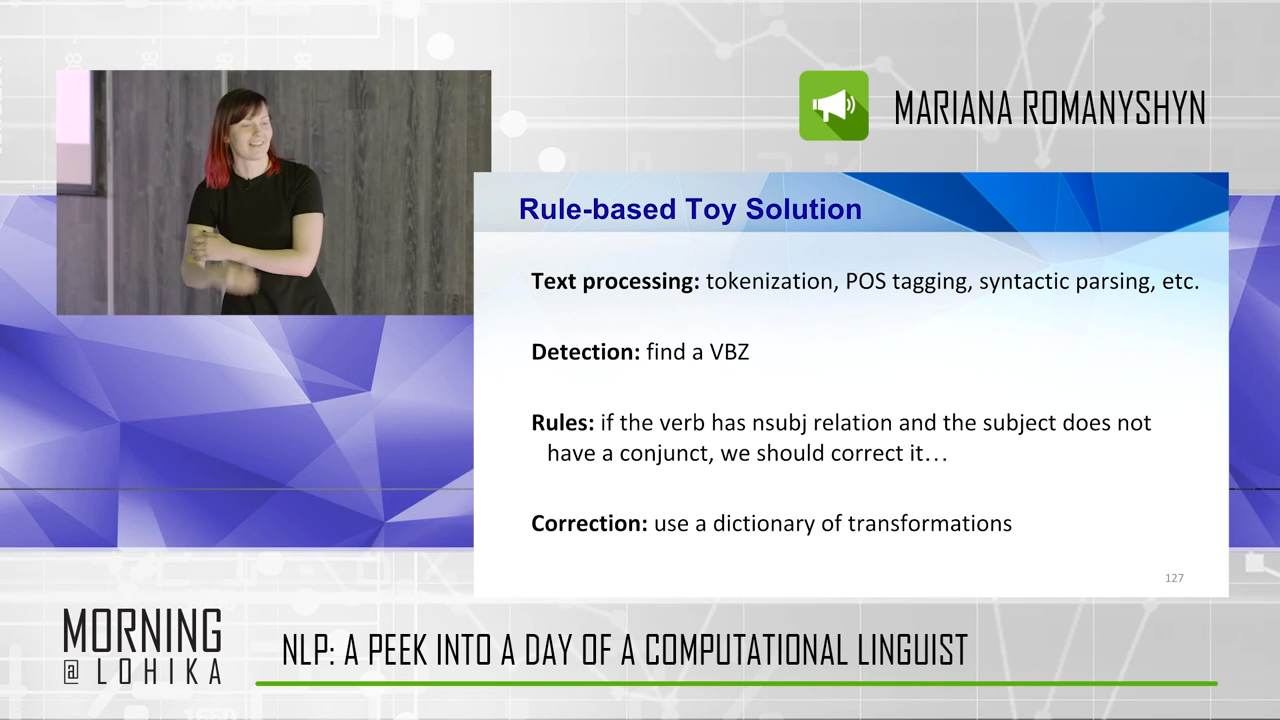 MARIANA ROMANYSHYN
Rule-based Toy Solution
Text processing: tokenization, POS tagging, syntactic parsing, etc.
Detection: find a VBZ
Rules: if the verb has nsubj relation and the subject does not
have a conjunct, we should correct it…
Correction: use a dictionary of transformations
127
MORNING
@ LOHIKA
NLP: A PEEK INTO A DAY OF A COMPUTATIONAL LINGUIST